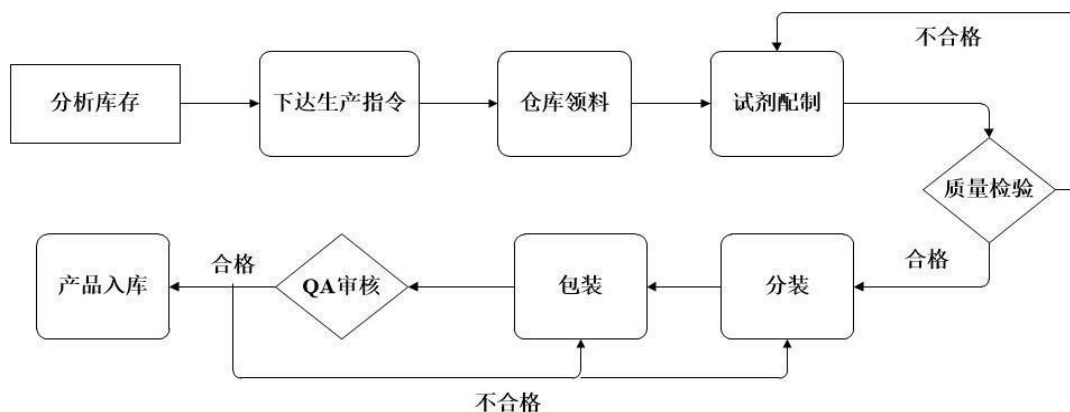 不合格
分析库存
下达生产指令
仓库领料
试剂配制
质量检验
合格
产品入库
合格
QA审核
包装
分装
不合格